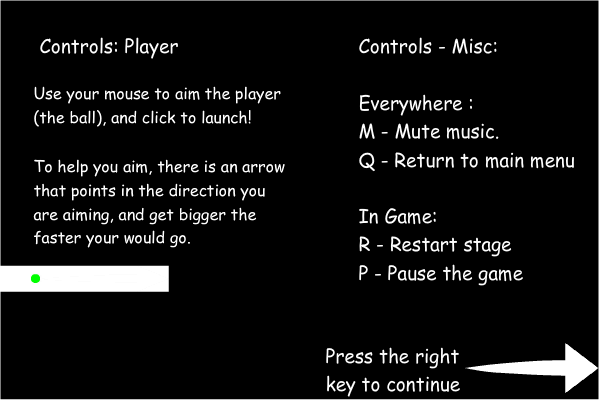 Controls: Player
Use your mouse to aim the player
(the ball), and click to launch!
To help you aim, there is an arrow
that points in the direction you
are aiming, and get bigger the
faster your would go.
Controls - Misc:
Everywhere :
M - Mute music.
Q - Return to main menu
In Game:
R - Restart stage
P - Pause the game
Press the right
key to continue